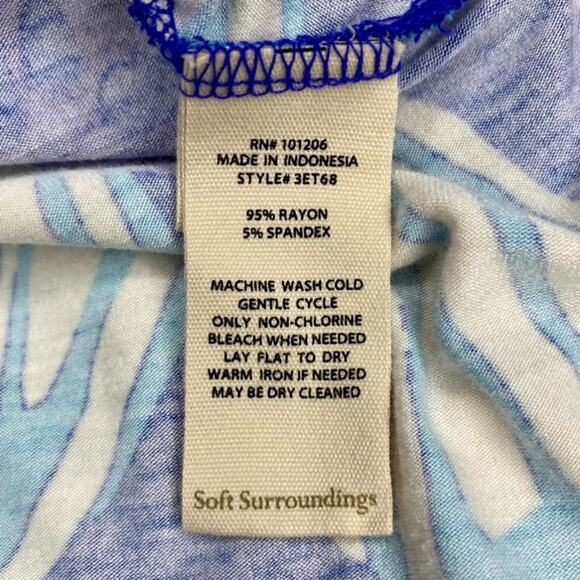 RN# 101206
MADE IN INDONESIA
STYLE# 3ET68
95% RAYON
5% SPANDEX
MACHINE WASH COLD
GENTLE CYCLE
ONLY NON-CHLORINE
BLEACH WHEN NEEDED
LAY FLAT TO DRY
WARM IRON IF NEEDED
MAY BE DRY CLEANED
Soft Surroundings